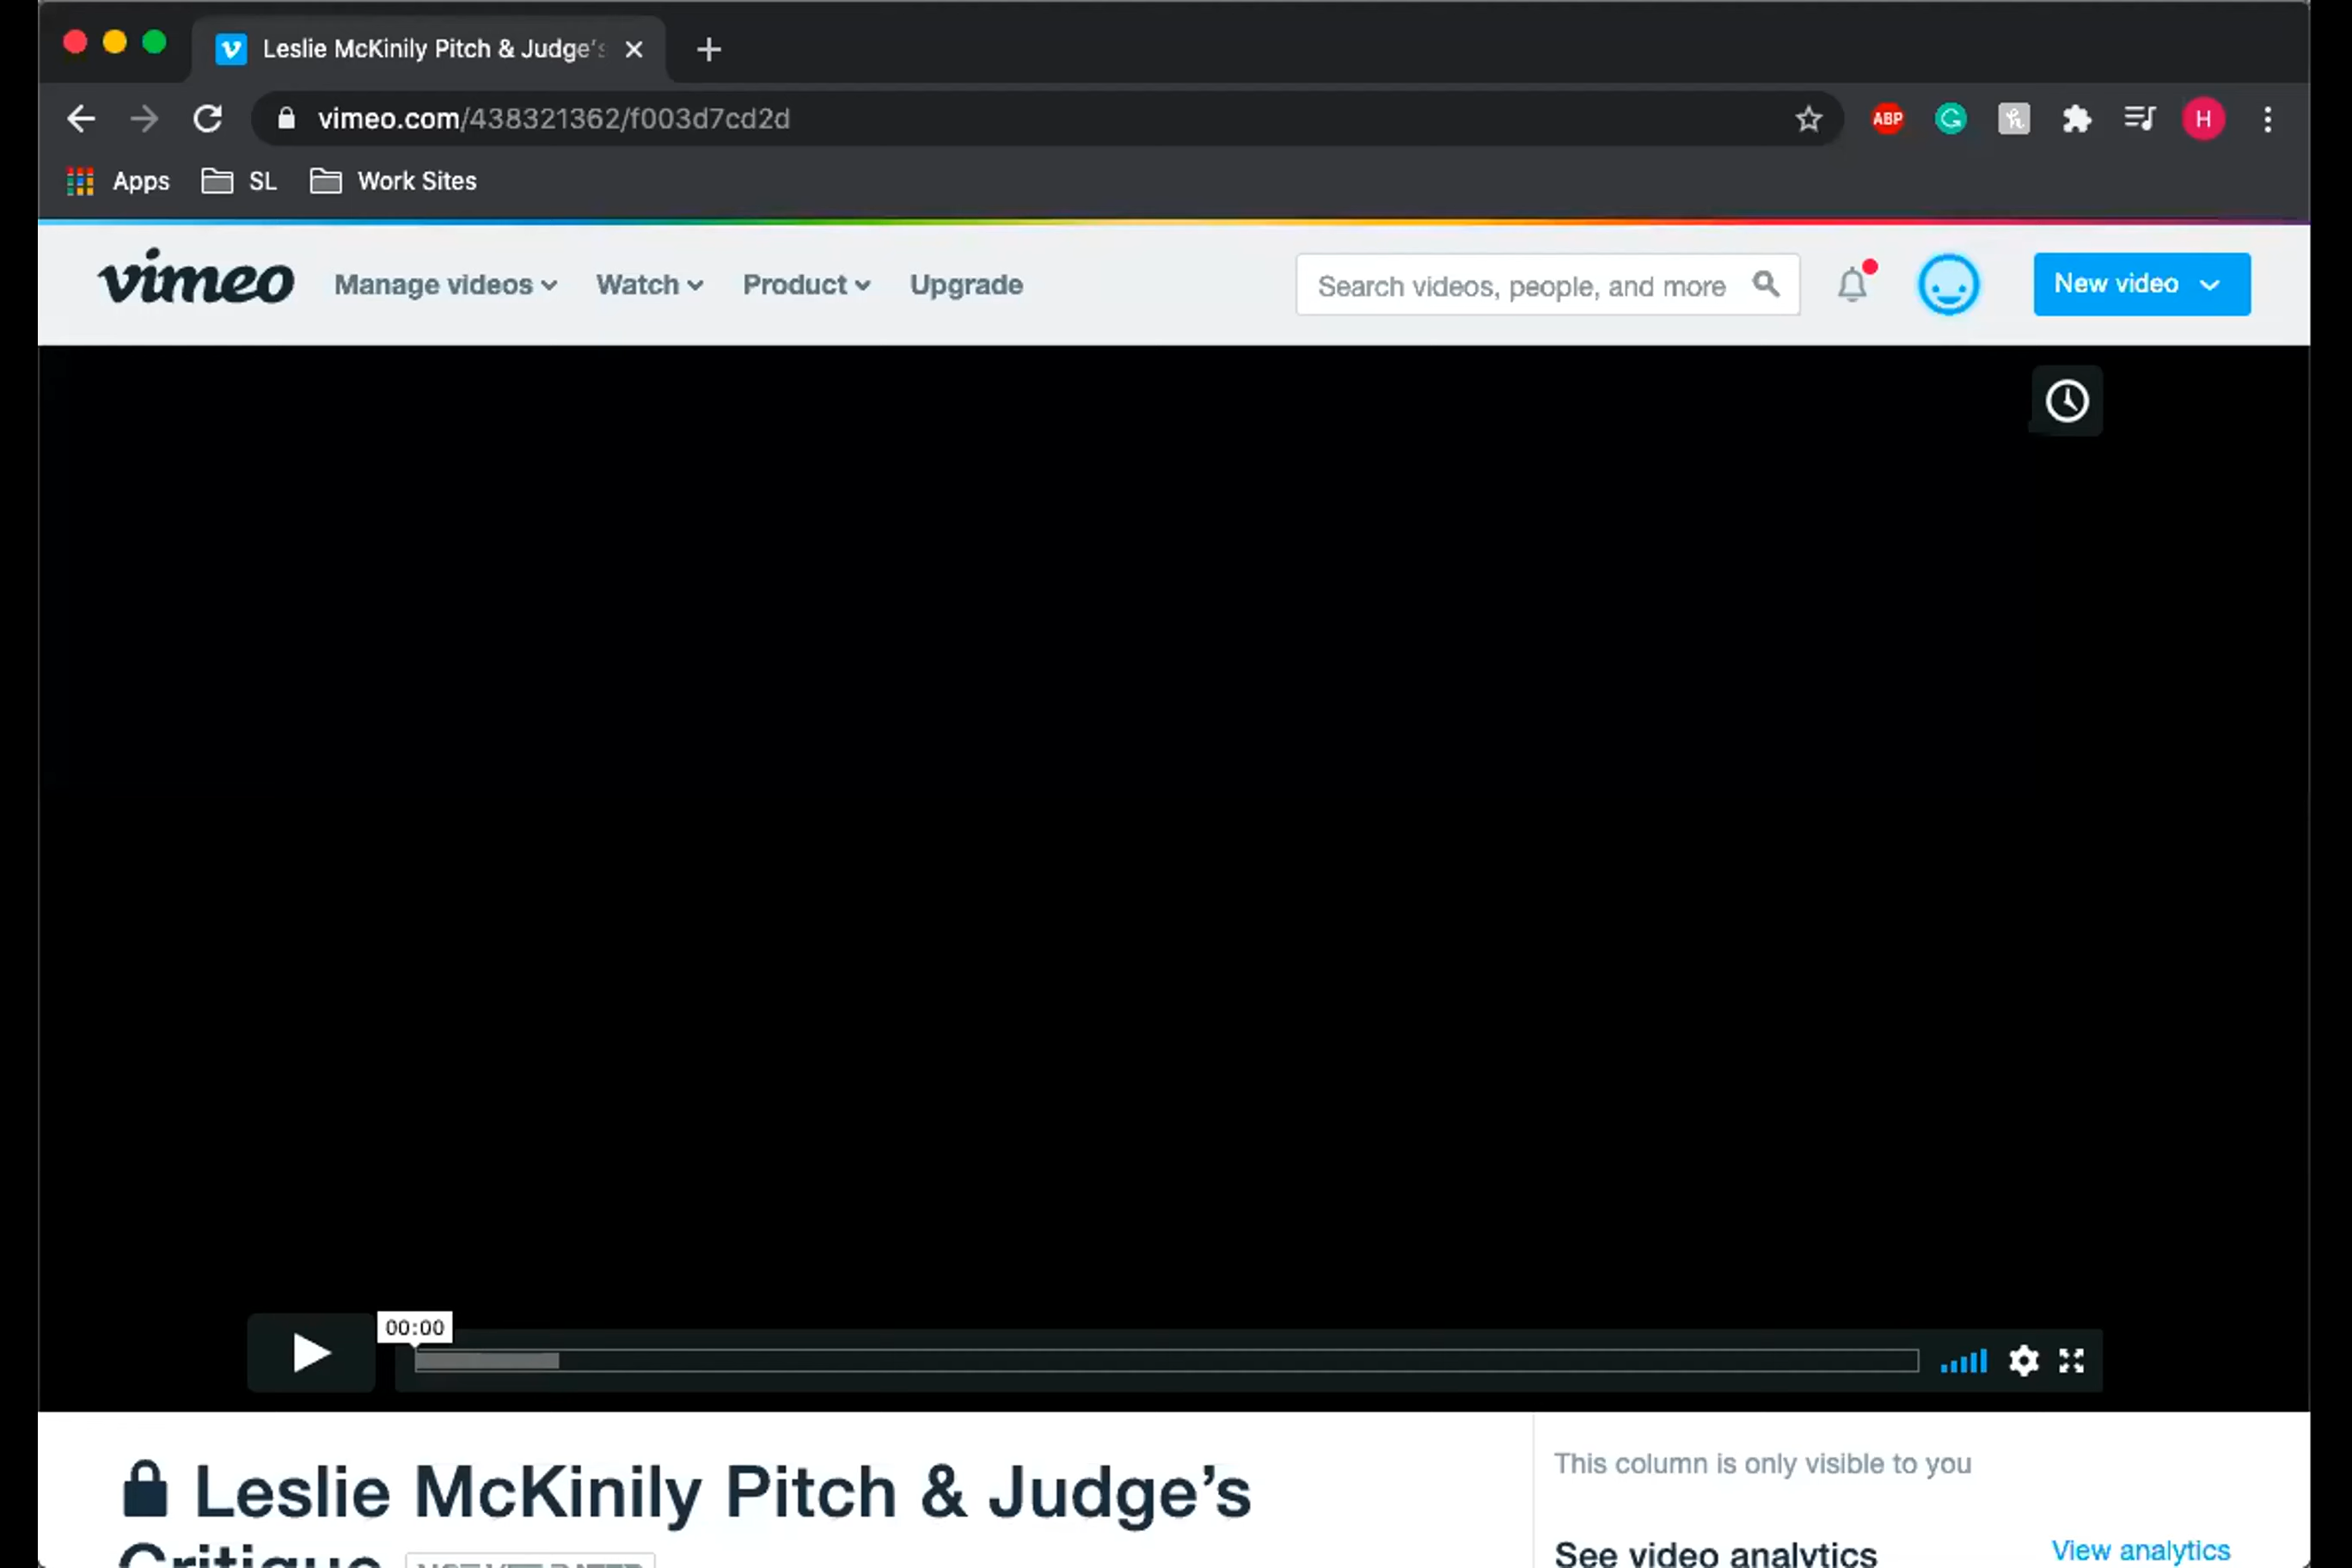 Leslie McKinily Pitch & Judge's
vimeo.com/438321362/f003d7cd2d
ABP
H
Apps
SL
Work Sites
vimeo
Manage videos
Watch
Product
Upgrade
Search videos, people, and more
New video
00:00
Leslie McKinily Pitch & Judge’s
Critique
This column is only visible to you
See video analytics
View analytics